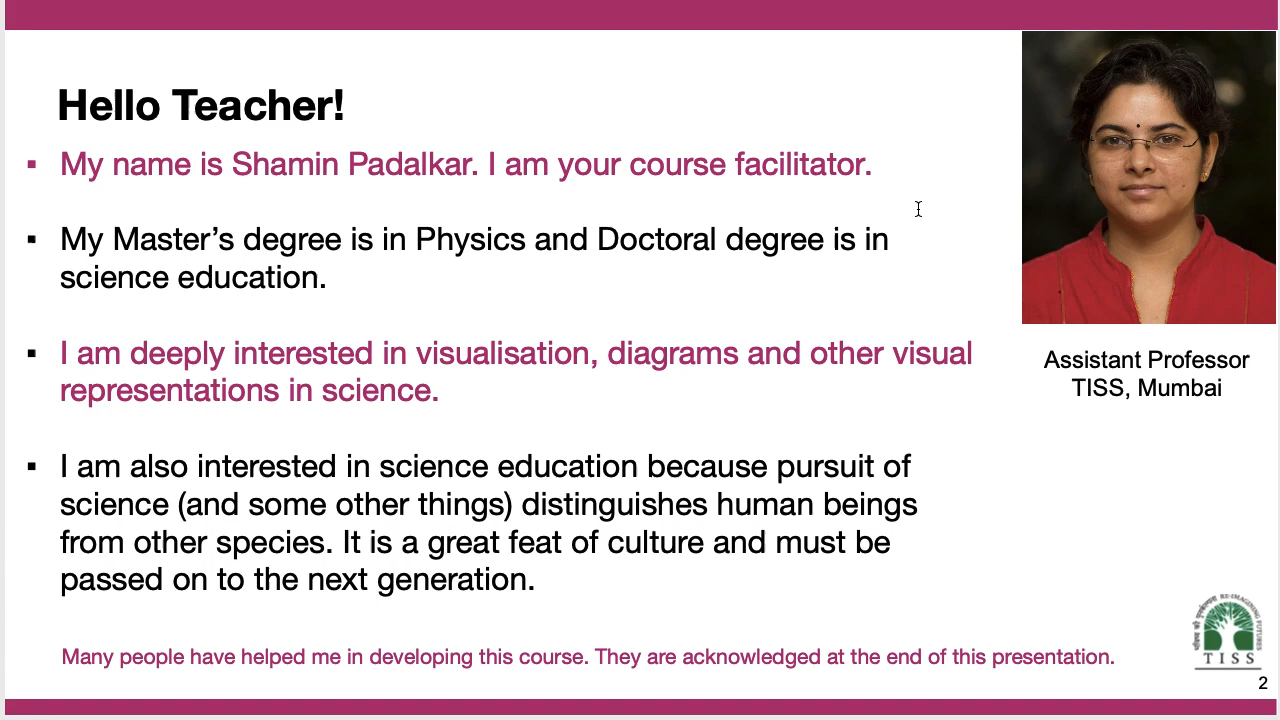 Hello Teacher!
▪ My name is Shamin Padalkar. I am your course facilitator.
▪ My Master’s degree is in Physics and Doctoral degree is in
science education.
▪ I am deeply interested in visualisation, diagrams and other visual
representations in science.
▪ I am also interested in science education because pursuit of
science (and some other things) distinguishes human beings
from other species. It is a great feat of culture and must be
passed on to the next generation.
Many people have helped me in developing this course. They are acknowledged at the end of this presentation.
Assistant Professor
TISS, Mumbai
RE-IMAGINING FUTURES
TISS
2